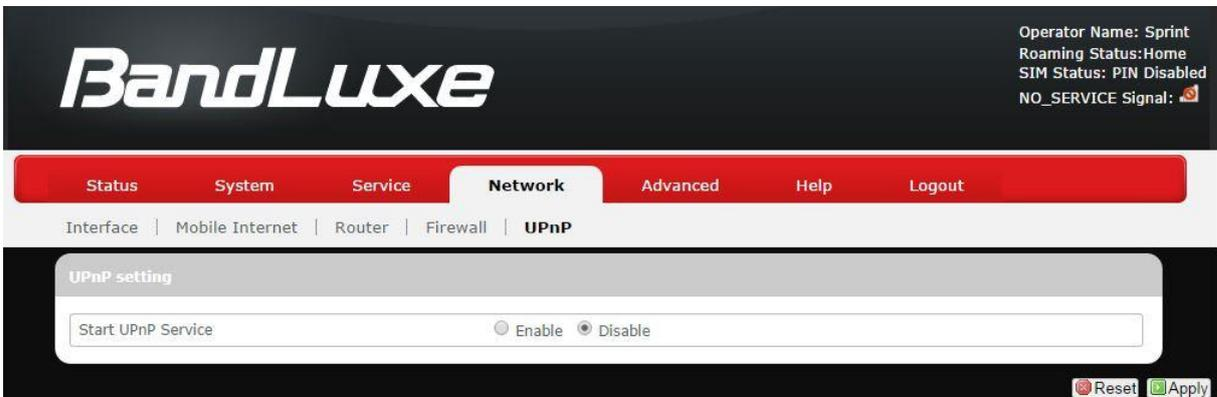 BandLuxe
Operator Name: Sprint
Roaming Status:Home
SIM Status: PIN Disabled
NO_SERVICE Signal:
Status System Service Network Advanced Help Logout
Interface | Mobile Internet | Router | Firewall | UPnP
UPnP setting
Start UPnP Service Enable Disable
Reset Apply